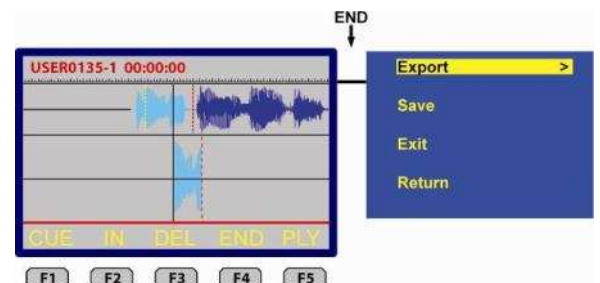 END
USER0135-1 00:00:00
CUE IN DEL END PLY
F1 F2 F3 F4 F5
Export >
Save
Exit
Return